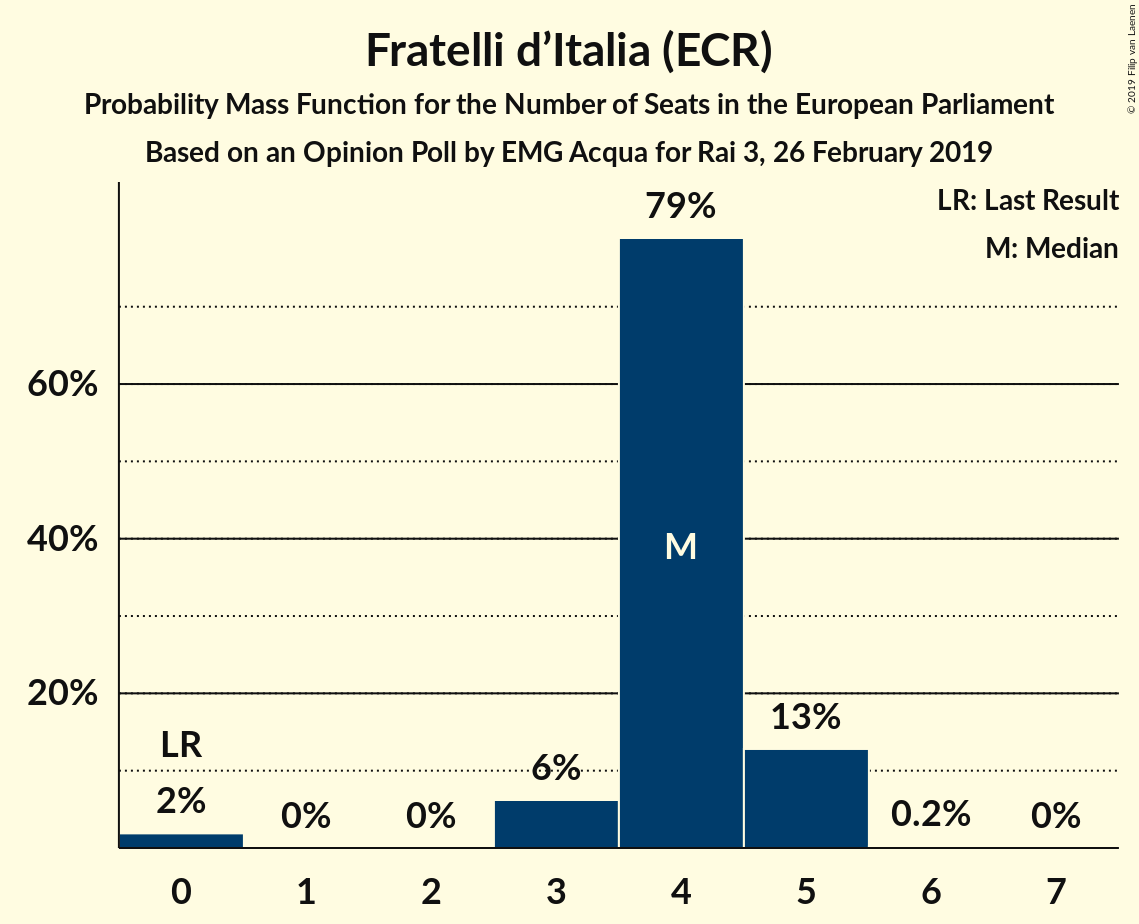 Fratelli d’Italia (ECR)
Probability Mass Function for the Number of Seats in the European Parliament
Based on an Opinion Poll by EMG Acqua for Rai 3, 26 February 2019
© 2019 Filip van Laenen
LR: Last Result
M: Median
60%
40%
20%
LR
2%
0%
0%
6%
79%
M
13%
0.2%
0%
0 1 2 3 4 5 6 7